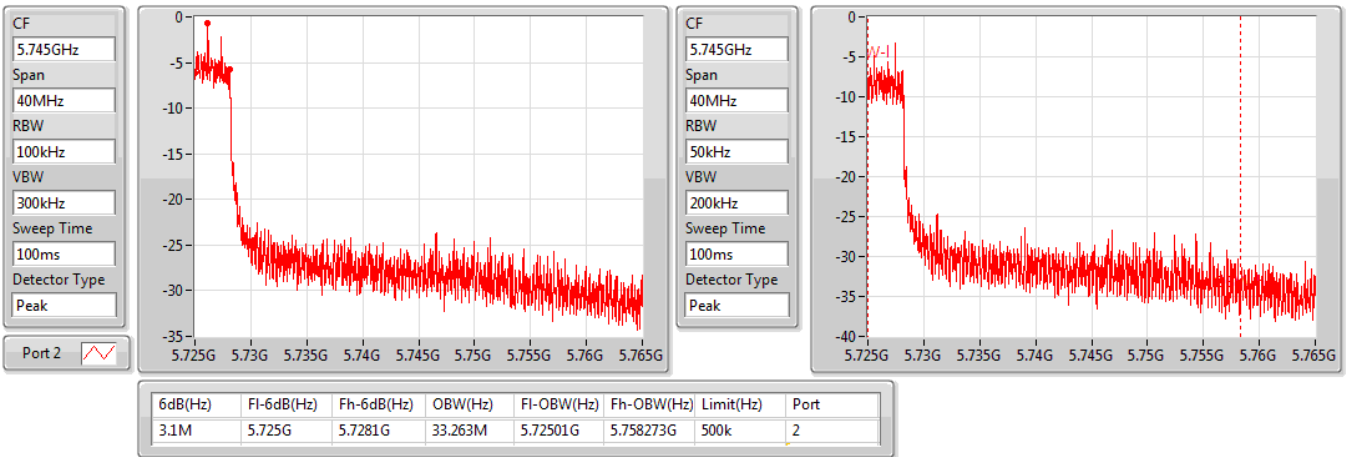 CF
5.745GHz
Span
40MHz
RBW
100kHz
VBW
300kHz
Sweep Time
100ms
Detector Type
Peak
Port 2
0
-5
-10
-15
-20
-25
-30
-35
5.725G 5.73G 5.735G 5.74G 5.745G 5.75G 5.755G 5.76G 5.765G
CF
5.745GHz
Span
40MHz
RBW
50kHz
VBW
200kHz
Sweep Time
100ms
Detector Type
Peak
0
-5
-10
-15
-20
-25
-30
-35
-40
5.725G 5.73G 5.735G 5.74G 5.745G 5.75G 5.755G 5.76G 5.765G
6dB(Hz) Fl-6dB(Hz) Fh-6dB(Hz) OBW(Hz) Fl-OBW(Hz) Fh-OBW(Hz) Limit(Hz) Port
3.1M 5.725G 5.7281G 33.263M 5.72501G 5.758273G 500k 2